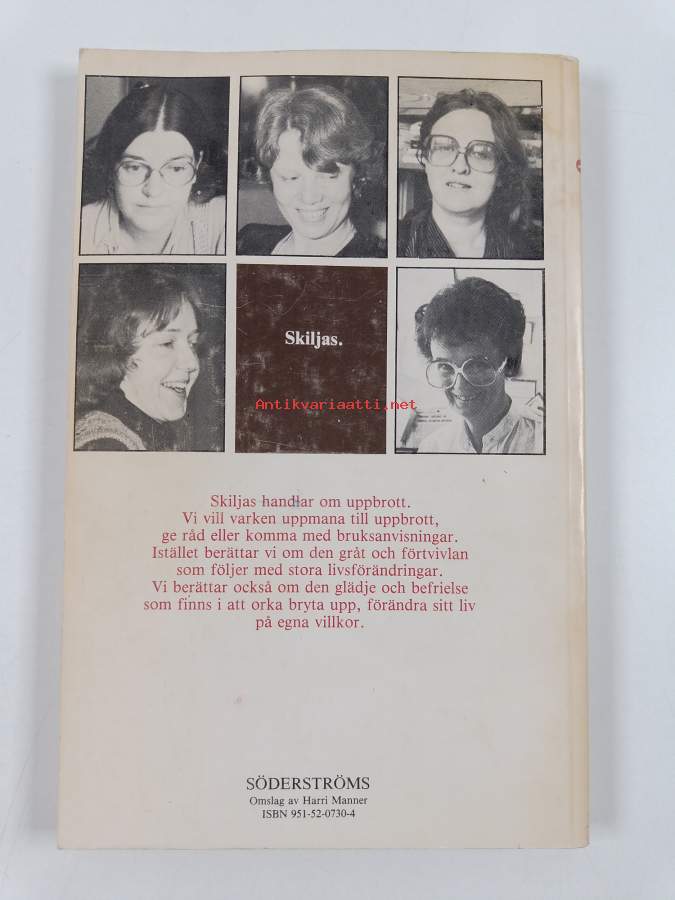 Skiljas.
Antikvariaatti.net
Skiljas handlar om uppbrott.
Vi vill varken uppmana till uppbrott,
ge råd eller komma med bruksanvisningar.
Istället berättar vi om den gråt och förtvivlan
som följer med stora livsförändringar.
Vi berättar också om den glädje och befrielse
som finns i att orka bryta upp, förändra sitt liv
på egna villkor.
SÖDERSTRÖMS
Omslag av Harri Manner
ISBN 951-52-0730-4